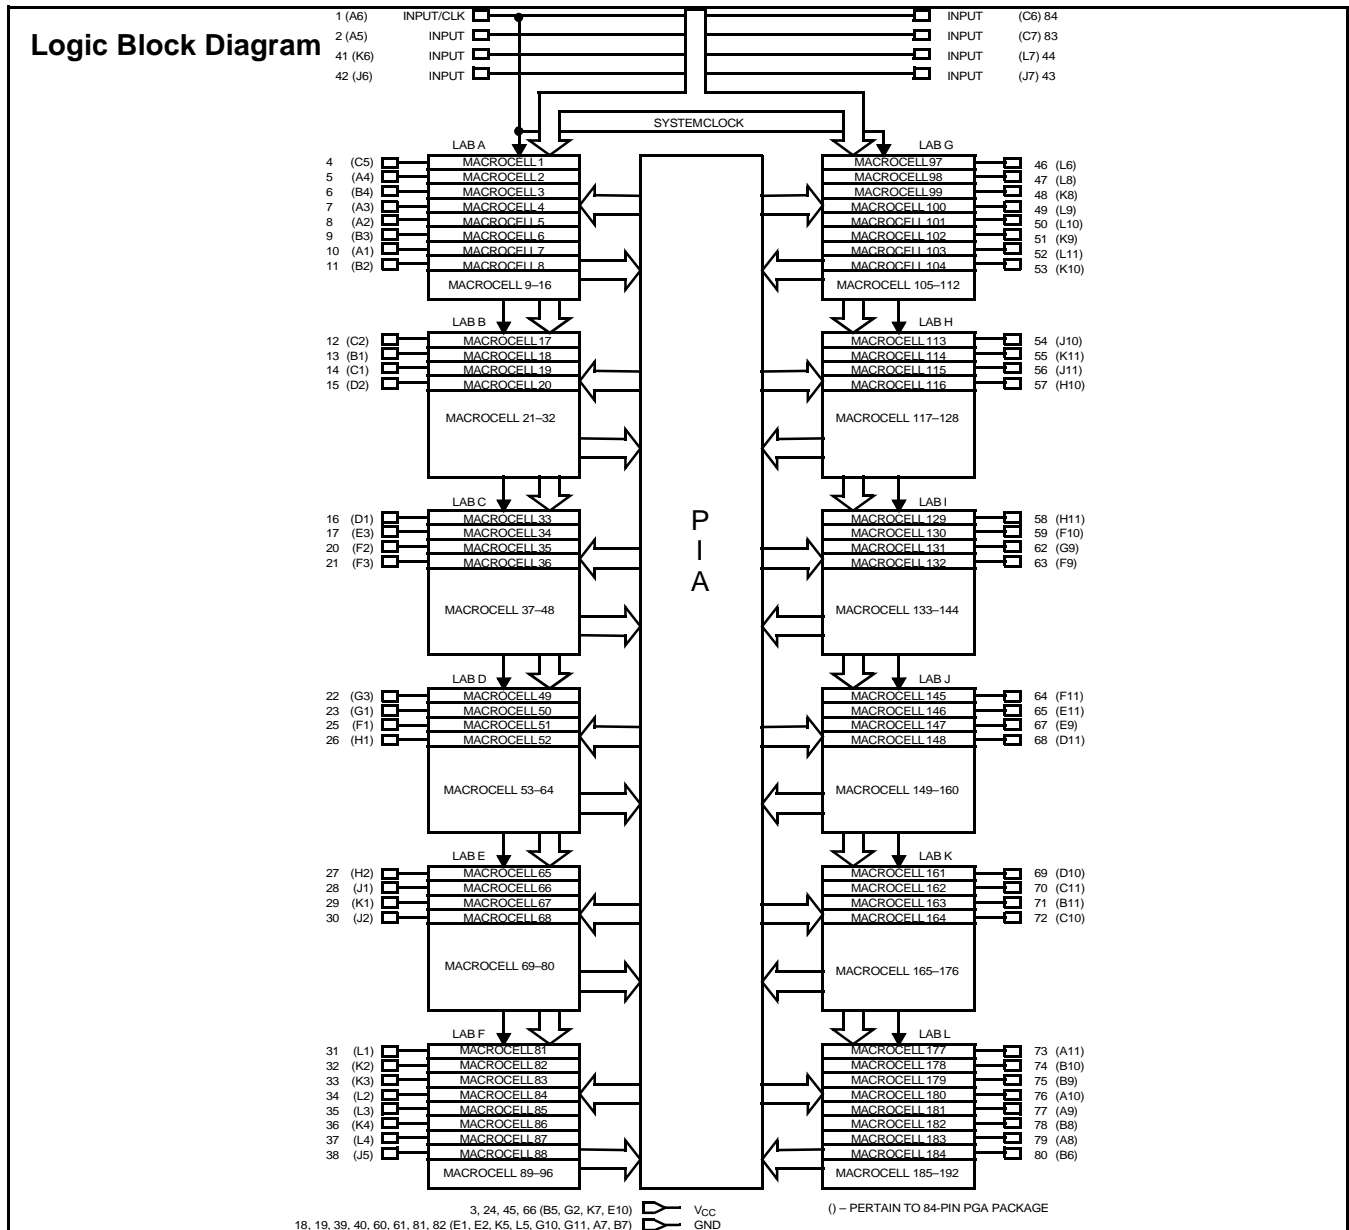 Logic Block Diagram
1 (A6) INPUT/CLK INPUT (C6) 84
2 (A5) INPUT INPUT (C7) 83
41 (K6) INPUT INPUT (L7) 44
42 (J6) INPUT INPUT (J7) 43
SYSTEM CLOCK
LAB A LAB G
4 (C5) MACROCELL 1 MACROCELL 97 46 (L6)
5 (A4) MACROCELL 2 MACROCELL 98 47 (L8)
6 (B4) MACROCELL 3 MACROCELL 99 48 (K8)
7 (A3) MACROCELL 4 MACROCELL 100 49 (L9)
8 (A2) MACROCELL 5 MACROCELL 101 50 (L10)
9 (B3) MACROCELL 6 MACROCELL 102 51 (K9)
10 (A1) MACROCELL 7 MACROCELL 103 52 (L11)
11 (B2) MACROCELL 8 MACROCELL 104 53 (K10)
MACROCELL 9–16 MACROCELL 105–112
LAB B LAB H
12 (C2) MACROCELL 17 MACROCELL 113 54 (J10)
13 (B1) MACROCELL 18 MACROCELL 114 55 (K11)
14 (C1) MACROCELL 19 MACROCELL 115 56 (J11)
15 (D2) MACROCELL 20 MACROCELL 116 57 (H10)
MACROCELL 21–32 MACROCELL 117–128
LAB C LAB I
16 (D1) MACROCELL 33 MACROCELL 129 58 (H11)
17 (E3) MACROCELL 34 MACROCELL 130 59 (F10)
20 (F2) MACROCELL 35 MACROCELL 131 62 (G9)
21 (F3) MACROCELL 36 MACROCELL 132 63 (F9)
MACROCELL 37–48 MACROCELL 133–144
P
I
A
LAB D LAB J
22 (G3) MACROCELL 49 MACROCELL 145 64 (F11)
23 (G1) MACROCELL 50 MACROCELL 146 65 (E11)
25 (F1) MACROCELL 51 MACROCELL 147 67 (E9)
26 (H1) MACROCELL 52 MACROCELL 148 68 (D11)
MACROCELL 53–64 MACROCELL 149–160
LAB E LAB K
27 (H2) MACROCELL 65 MACROCELL 161 69 (D10)
28 (J1) MACROCELL 66 MACROCELL 162 70 (C11)
29 (K1) MACROCELL 67 MACROCELL 163 71 (B11)
30 (J2) MACROCELL 68 MACROCELL 164 72 (C10)
MACROCELL 69–80 MACROCELL 165–176
LAB F LAB L
31 (L1) MACROCELL 81 MACROCELL 177 73 (A11)
32 (K2) MACROCELL 82 MACROCELL 178 74 (B10)
33 (K3) MACROCELL 83 MACROCELL 179 75 (B9)
34 (L2) MACROCELL 84 MACROCELL 180 76 (A10)
35 (L3) MACROCELL 85 MACROCELL 181 77 (A9)
36 (K4) MACROCELL 86 MACROCELL 182 78 (B8)
37 (L4) MACROCELL 87 MACROCELL 183 79 (A8)
38 (J5) MACROCELL 88 MACROCELL 184 80 (B6)
MACROCELL 89–96 MACROCELL 185–192
3, 24, 45, 66 (B5, G2, K7, E10) VCC () – PERTAIN TO 84-PIN PGA PACKAGE
18, 19, 39, 40, 60, 61, 81, 82 (E1, E2, K5, L5, G10, G11, A7, B7) GND